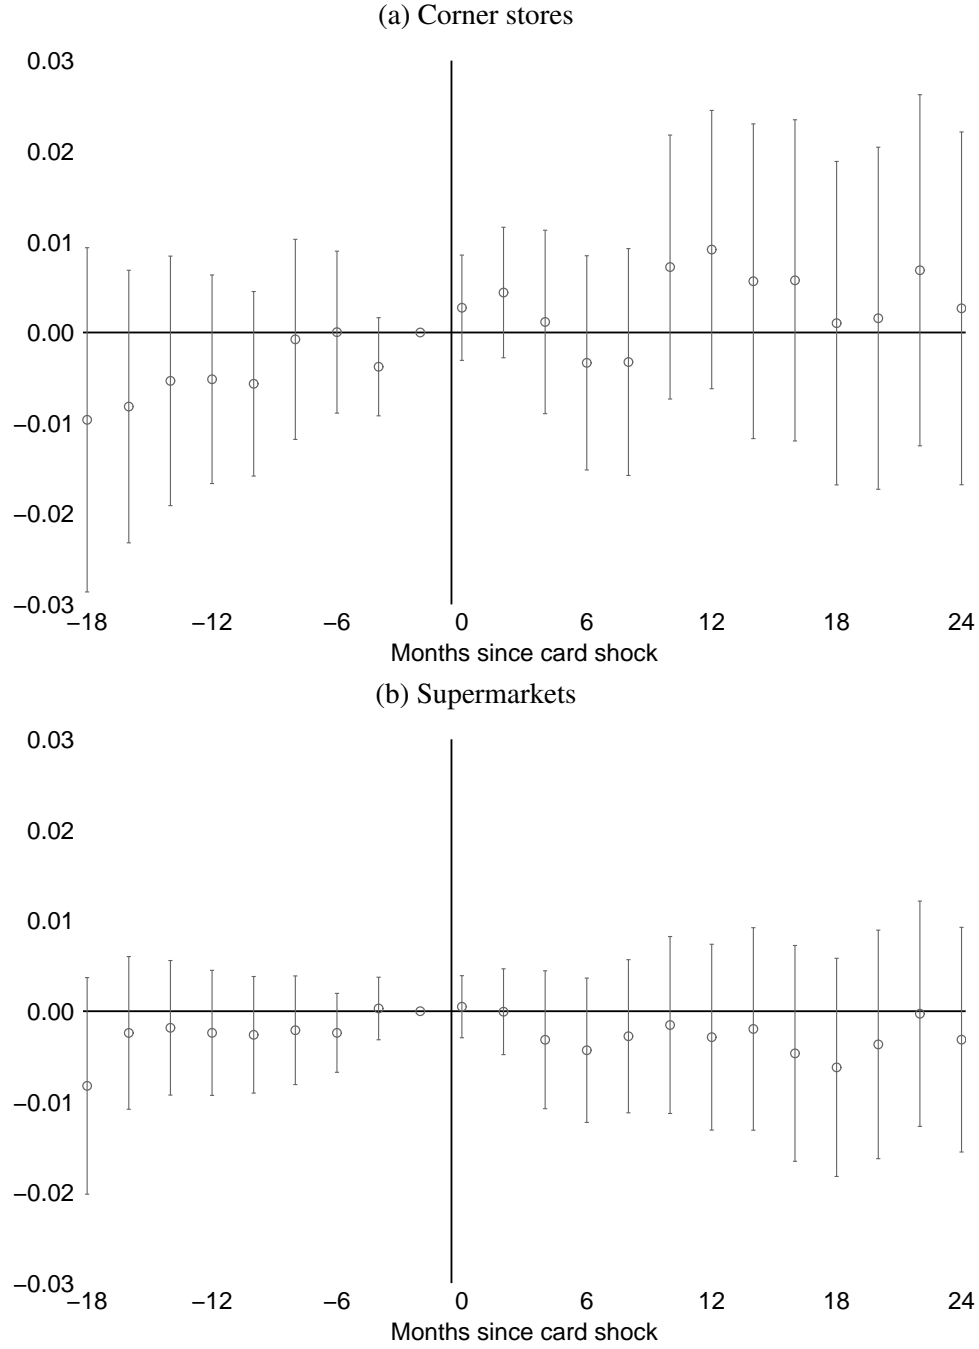 (a) Corner stores
0.03
0.02
0.01
0.00
−0.01
−0.02
−0.03
−18 −12 −6 0 6 12 18 24
Months since card shock
(b) Supermarkets
0.03
0.02
0.01
0.00
−0.01
−0.02
−0.03
−18 −12 −6 0 6 12 18 24
Months since card shock